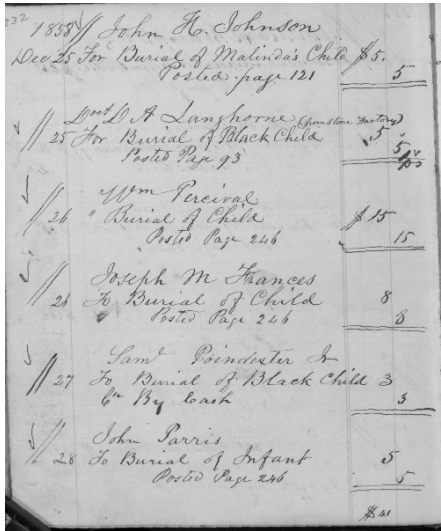 232
1858 John H. Johnson
Dec 25 For Burial of Malinda's Child $5.
Posted page 121 5
Doct D A Langhorne
25 For Burial of Black Child 5
Posted Page 93 5
Wm Percival
26 " Burial of Child $15
Posted Page 246 15
Joseph M Frances
26 To Burial of Child 8
Posted Page 246 8
Saml Poindexter Jr
27 To Burial of Black Child 3
Cr By Cash 3
John Parris
28 To Burial of Infant 5
Posted Page 246 5
$41